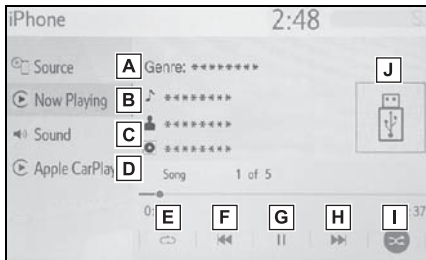 iPhone 2:48
Source A Genre: ******** J
Now Playing B ********
Sound C ********
Apple CarPlay D ********
Song 1 of 5
0: :37
E F G H I